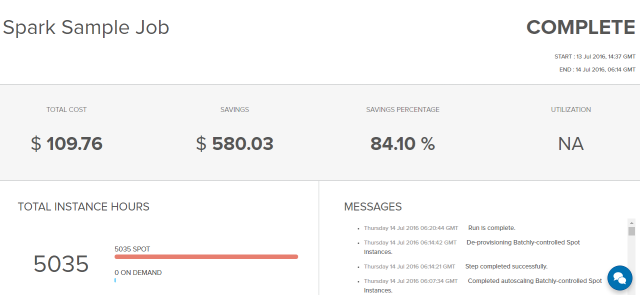 Spark Sample Job
COMPLETE
START : 13 Jul 2016, 14:37 GMT
END : 14 Jul 2016, 06:14 GMT
TOTAL COST
SAVINGS
SAVINGS PERCENTAGE
UTILIZATION
$ 109.76
$ 580.03
84.10 %
NA
TOTAL INSTANCE HOURS
5035
5035 SPOT
0 ON DEMAND
MESSAGES
Thursday 14 Jul 2016 06:20:44 GMT Run is complete.
Thursday 14 Jul 2016 06:14:42 GMT De-provisioning Batchly-controlled Spot
Instances.
Thursday 14 Jul 2016 06:14:21 GMT Step completed successfully.
Thursday 14 Jul 2016 06:07:34 GMT Completed autoscaling Batchly-controlled Spot
Instances.